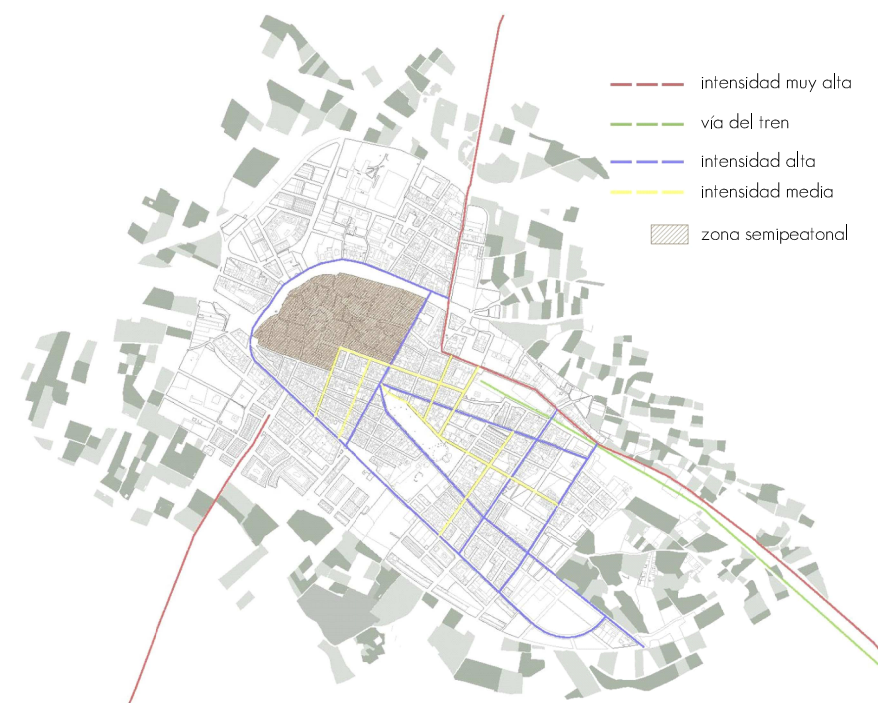 intensidad muy alta
vía del tren
intensidad alta
intensidad media
zona semipeatonal